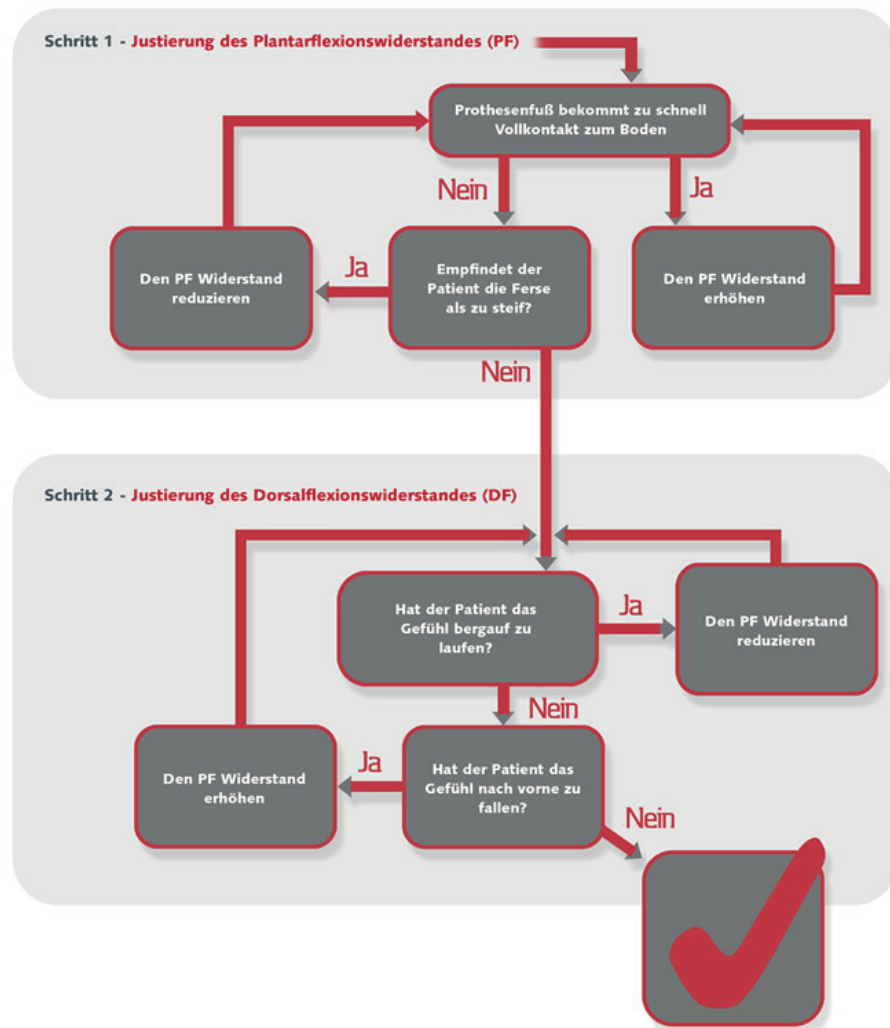 Schritt 1 - Justierung des Plantarflexionswiderstandes (PF)
Prothesenfuß bekommt zu schnell
Vollkontakt zum Boden
Nein
Ja
Den PF Widerstand
reduzieren
Ja
Empfindet der
Patient die Ferse
als zu steif?
Den PF Widerstand
erhöhen
Nein
Schritt 2 - Justierung des Dorsalflexionswiderstandes (DF)
Hat der Patient das
Gefühl bergauf zu
laufen?
Ja
Den PF Widerstand
reduzieren
Nein
Den PF Widerstand
erhöhen
Ja
Hat der Patient das
Gefühl nach vorne zu
fallen?
Nein